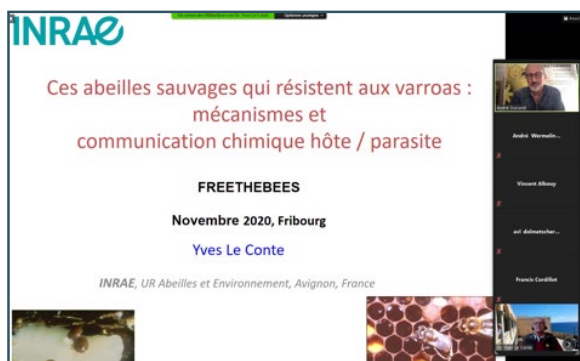 INRAE
Ces abeilles sauvages qui résistent aux varroas :
mécanismes et
communication chimique hôte / parasite
FREETHEBEES
Novembre 2020, Fribourg
Yves Le Conte
INRAE, UR Abeilles et Environnement, Avignon, France
André Wermelin...
Vincent Albouy
Francis Cordillot